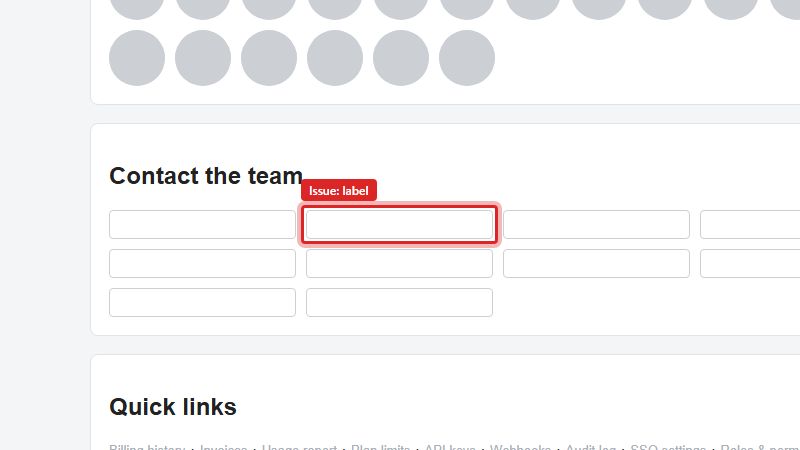 Contact the team
Issue: label
Quick links
Billing history · Invoices · Usage report · Plan limits · API keys · Webhooks · Audit log · SSO settings · Roles &